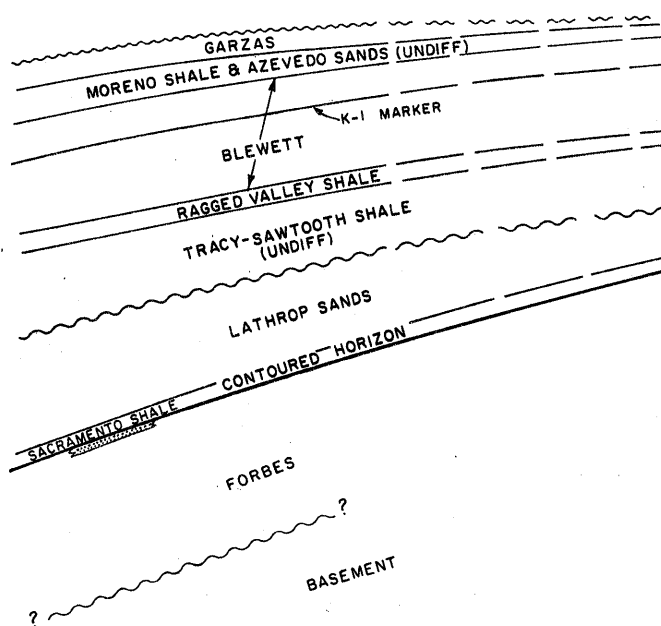 GARZAS
MORENO SHALE & AZEVEDO SANDS (UNDIFF)
K-1 MARKER
BLEWETT
RAGGED VALLEY SHALE
TRACY-SAWTOOTH SHALE
(UNDIFF)
LATHROP SANDS
CONTOURED HORIZON
SACRAMENTO SHALE
FORBES
?
BASEMENT
?